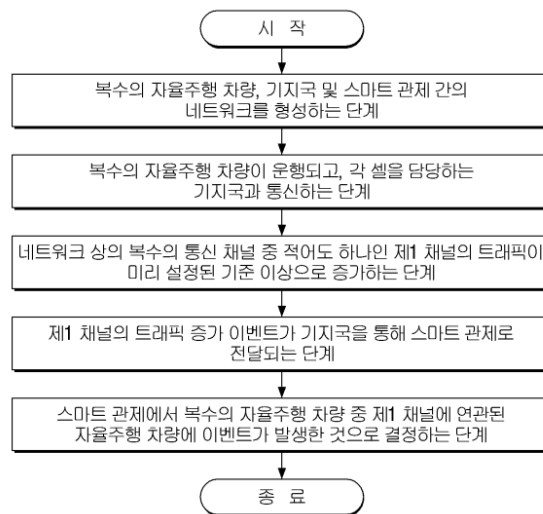 시 작
복수의 자율주행 차량, 기지국 및 스마트 관제 간의
네트워크를 형성하는 단계
복수의 자율주행 차량이 운행되고, 각 셀을 담당하는
기지국과 통신하는 단계
네트워크 상의 복수의 통신 채널 중 적어도 하나인 제1 채널의 트래픽이
미리 설정된 기준 이상으로 증가하는 단계
제1 채널의 트래픽 증가 이벤트가 기지국을 통해 스마트 관제로
전달되는 단계
스마트 관제에서 복수의 자율주행 차량 중 제1 채널에 연관된
자율주행 차량에 이벤트가 발생한 것으로 결정하는 단계
종 료